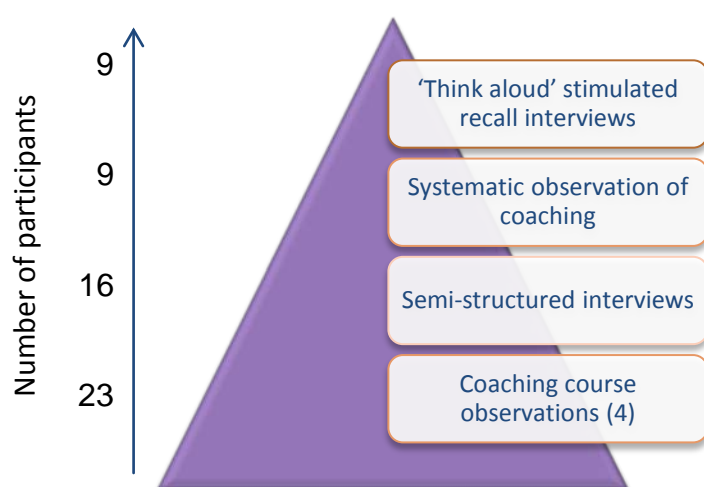 Number of participants
9
‘Think aloud’ stimulated
recall interviews
9
Systematic observation of
coaching
16
Semi-structured interviews
23
Coaching course
observations (4)